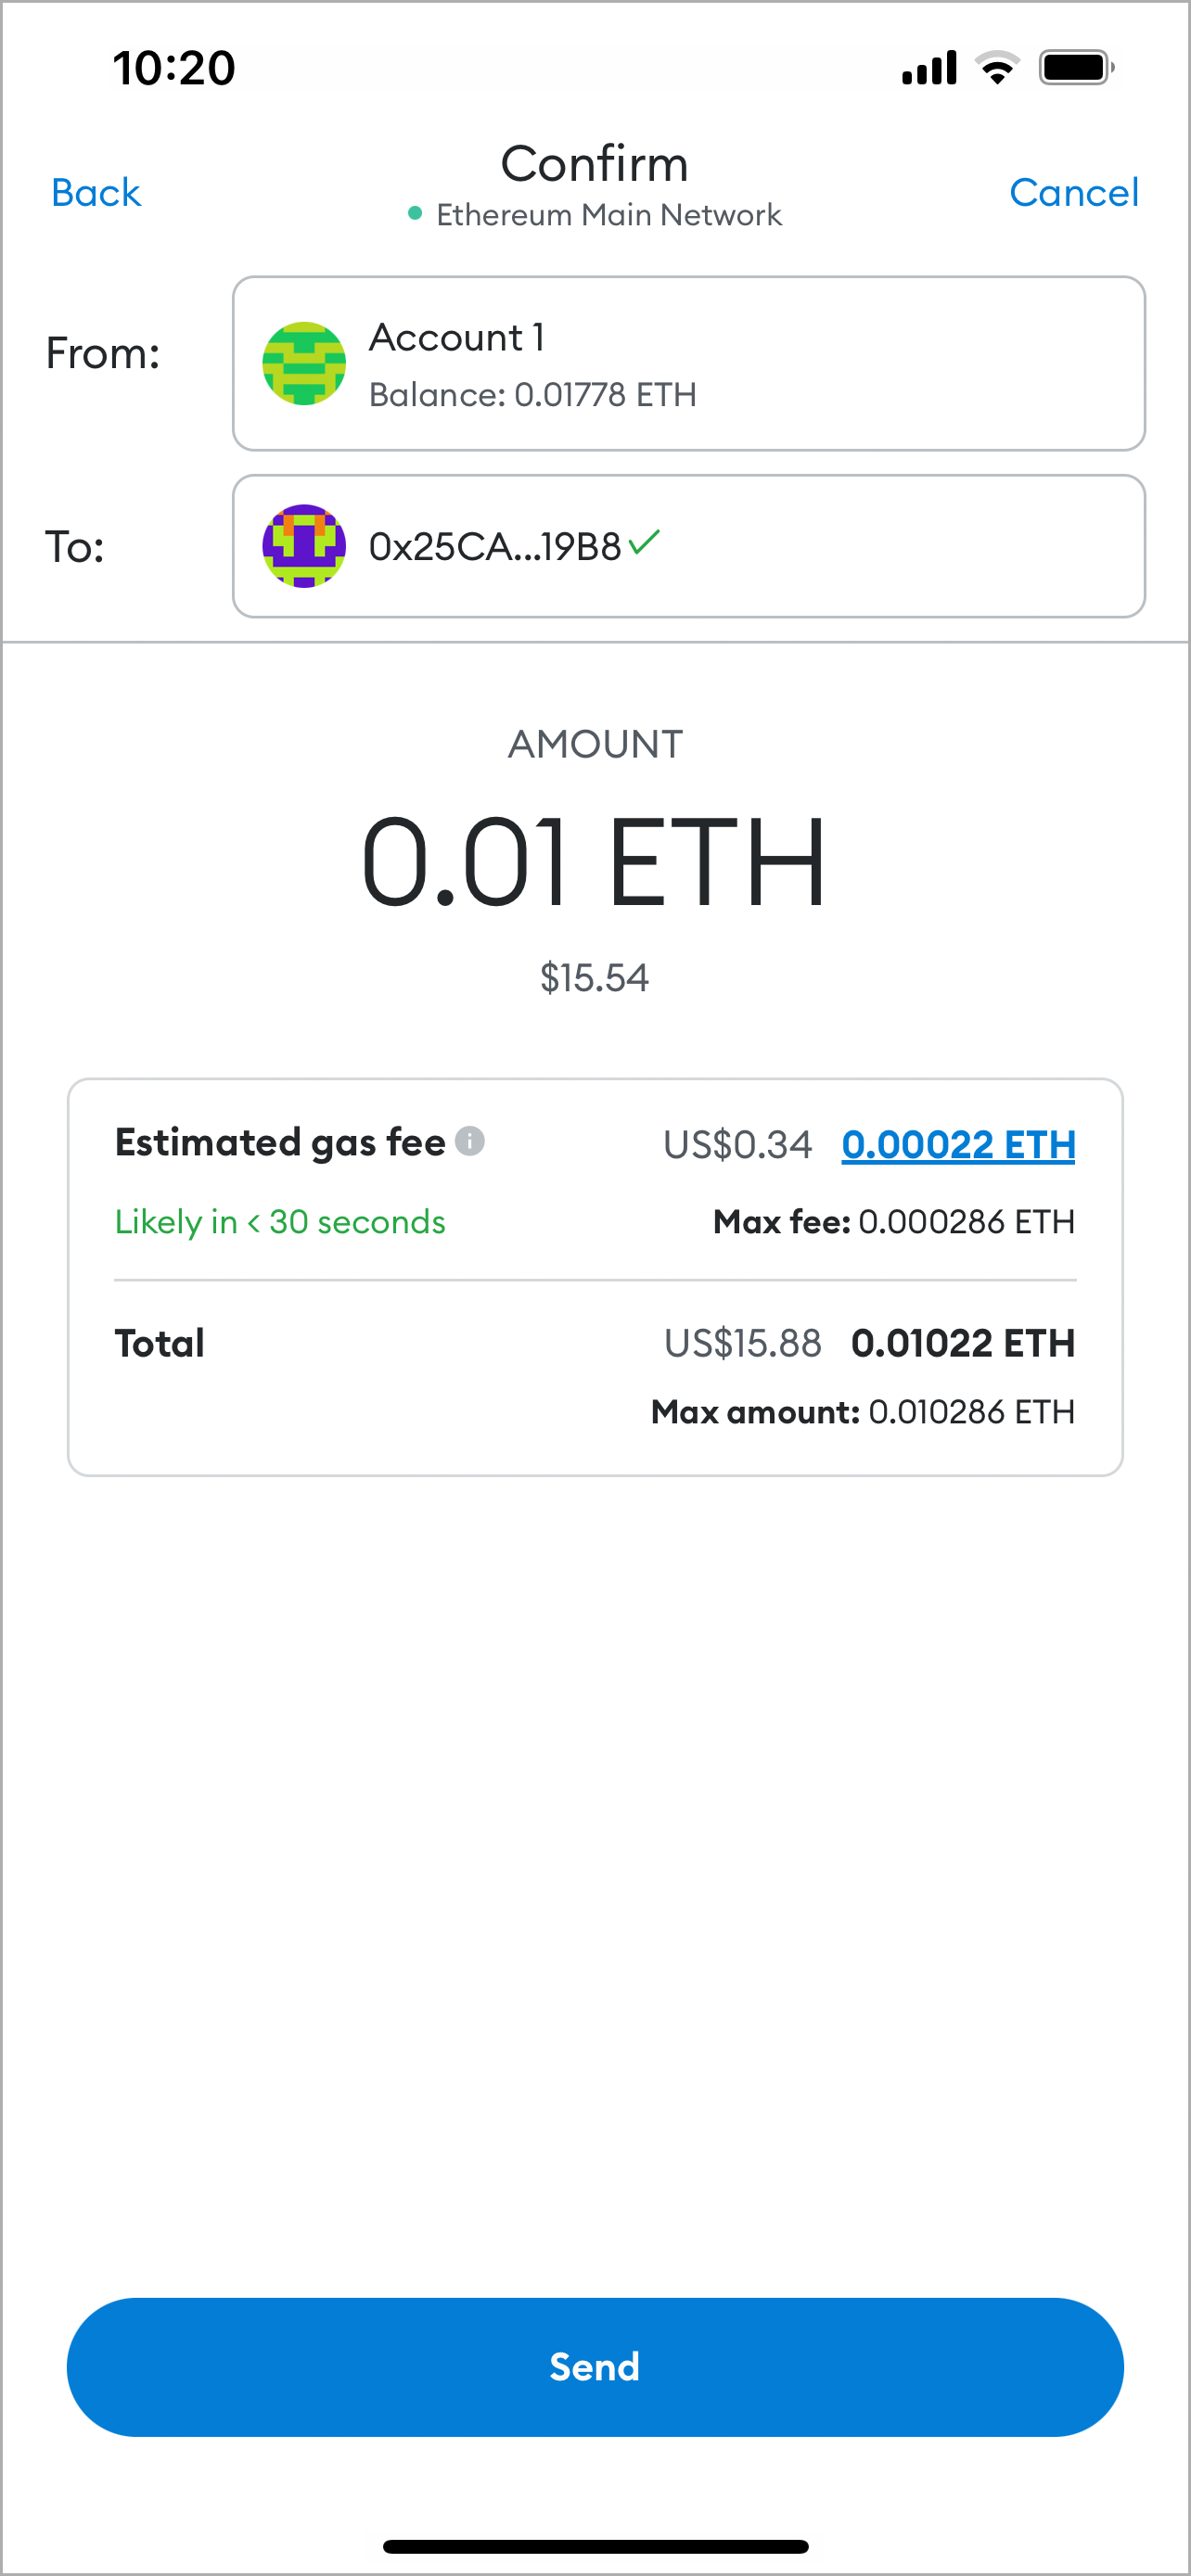 10:20
Back
Confirm
Cancel
Ethereum Main Network
From:
Account 1
Balance: 0.01778 ETH
To:
0x25CA...19B8
AMOUNT
0.01 ETH
$15.54
Estimated gas fee US$0.34 0.00022 ETH
Likely in < 30 seconds Max fee: 0.000286 ETH
Total US$15.88 0.01022 ETH
Max amount: 0.010286 ETH
Send